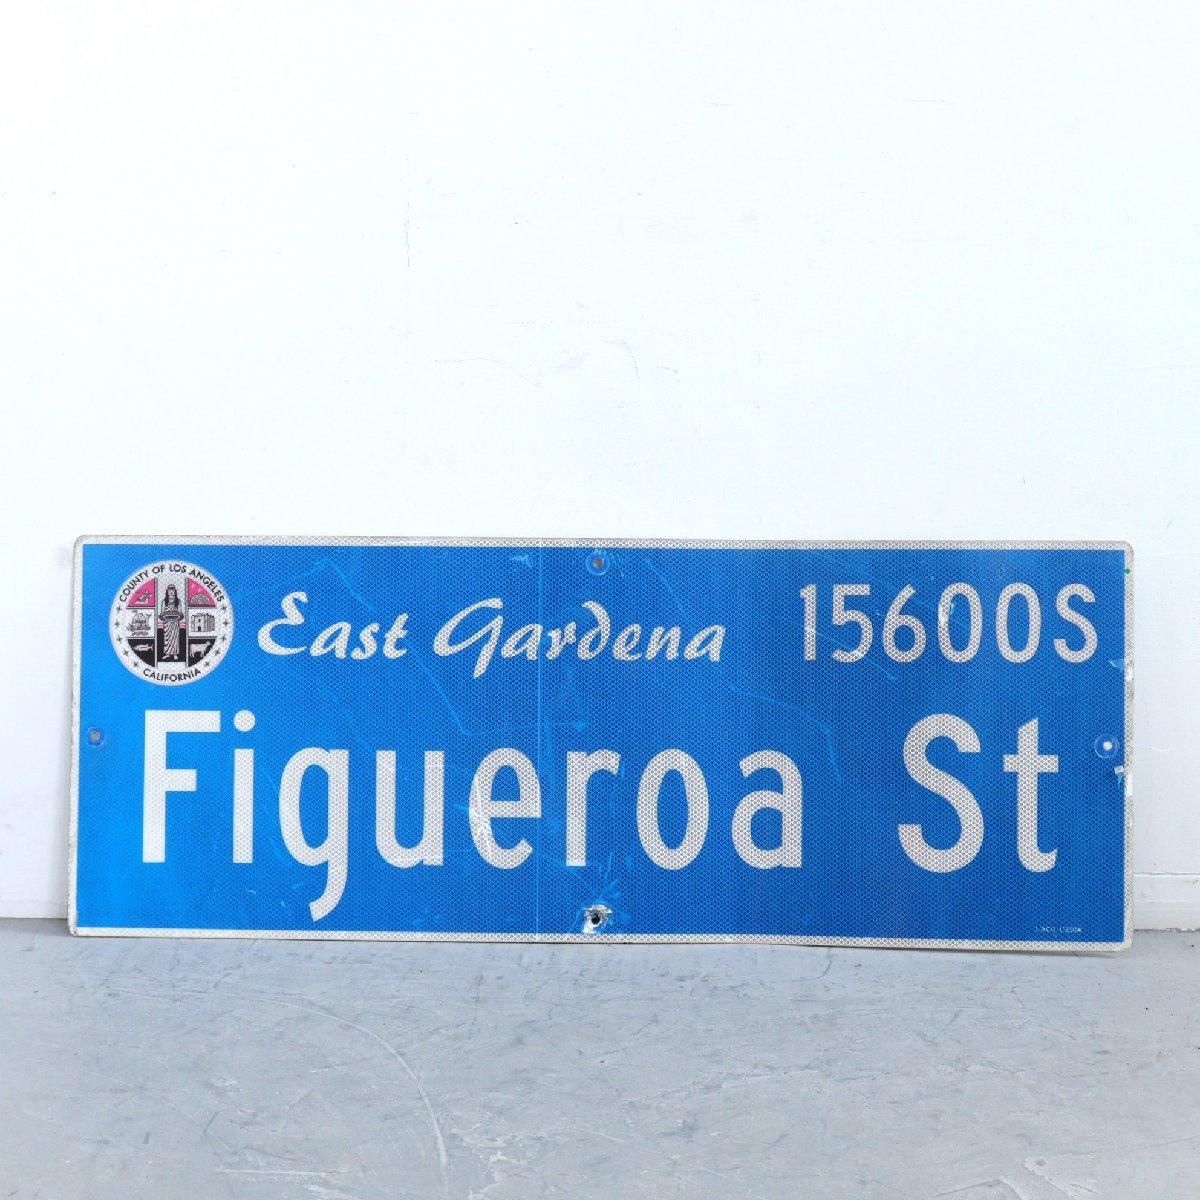 COUNTY OF LOS ANGELES
CALIFORNIA
East Gardena 15600S
Figueroa St